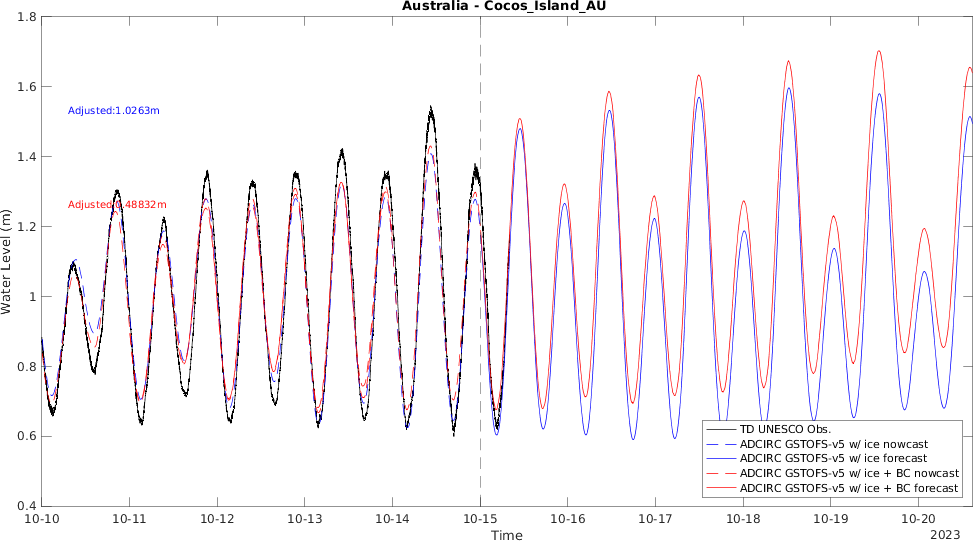 Australia - Cocos_Island_AU
1.8
1.6
1.4
1.2
1
0.8
0.6
0.4
Water Level (m)
Adjusted:1.0263m
Adjusted:0.48832m
TD UNESCO Obs.
ADCIRC GSTOFS-v5 w/ ice nowcast
ADCIRC GSTOFS-v5 w/ ice forecast
ADCIRC GSTOFS-v5 w/ ice + BC nowcast
ADCIRC GSTOFS-v5 w/ ice + BC forecast
10-10 10-11 10-12 10-13 10-14 10-15 10-16 10-17 10-18 10-19 10-20
Time
2023